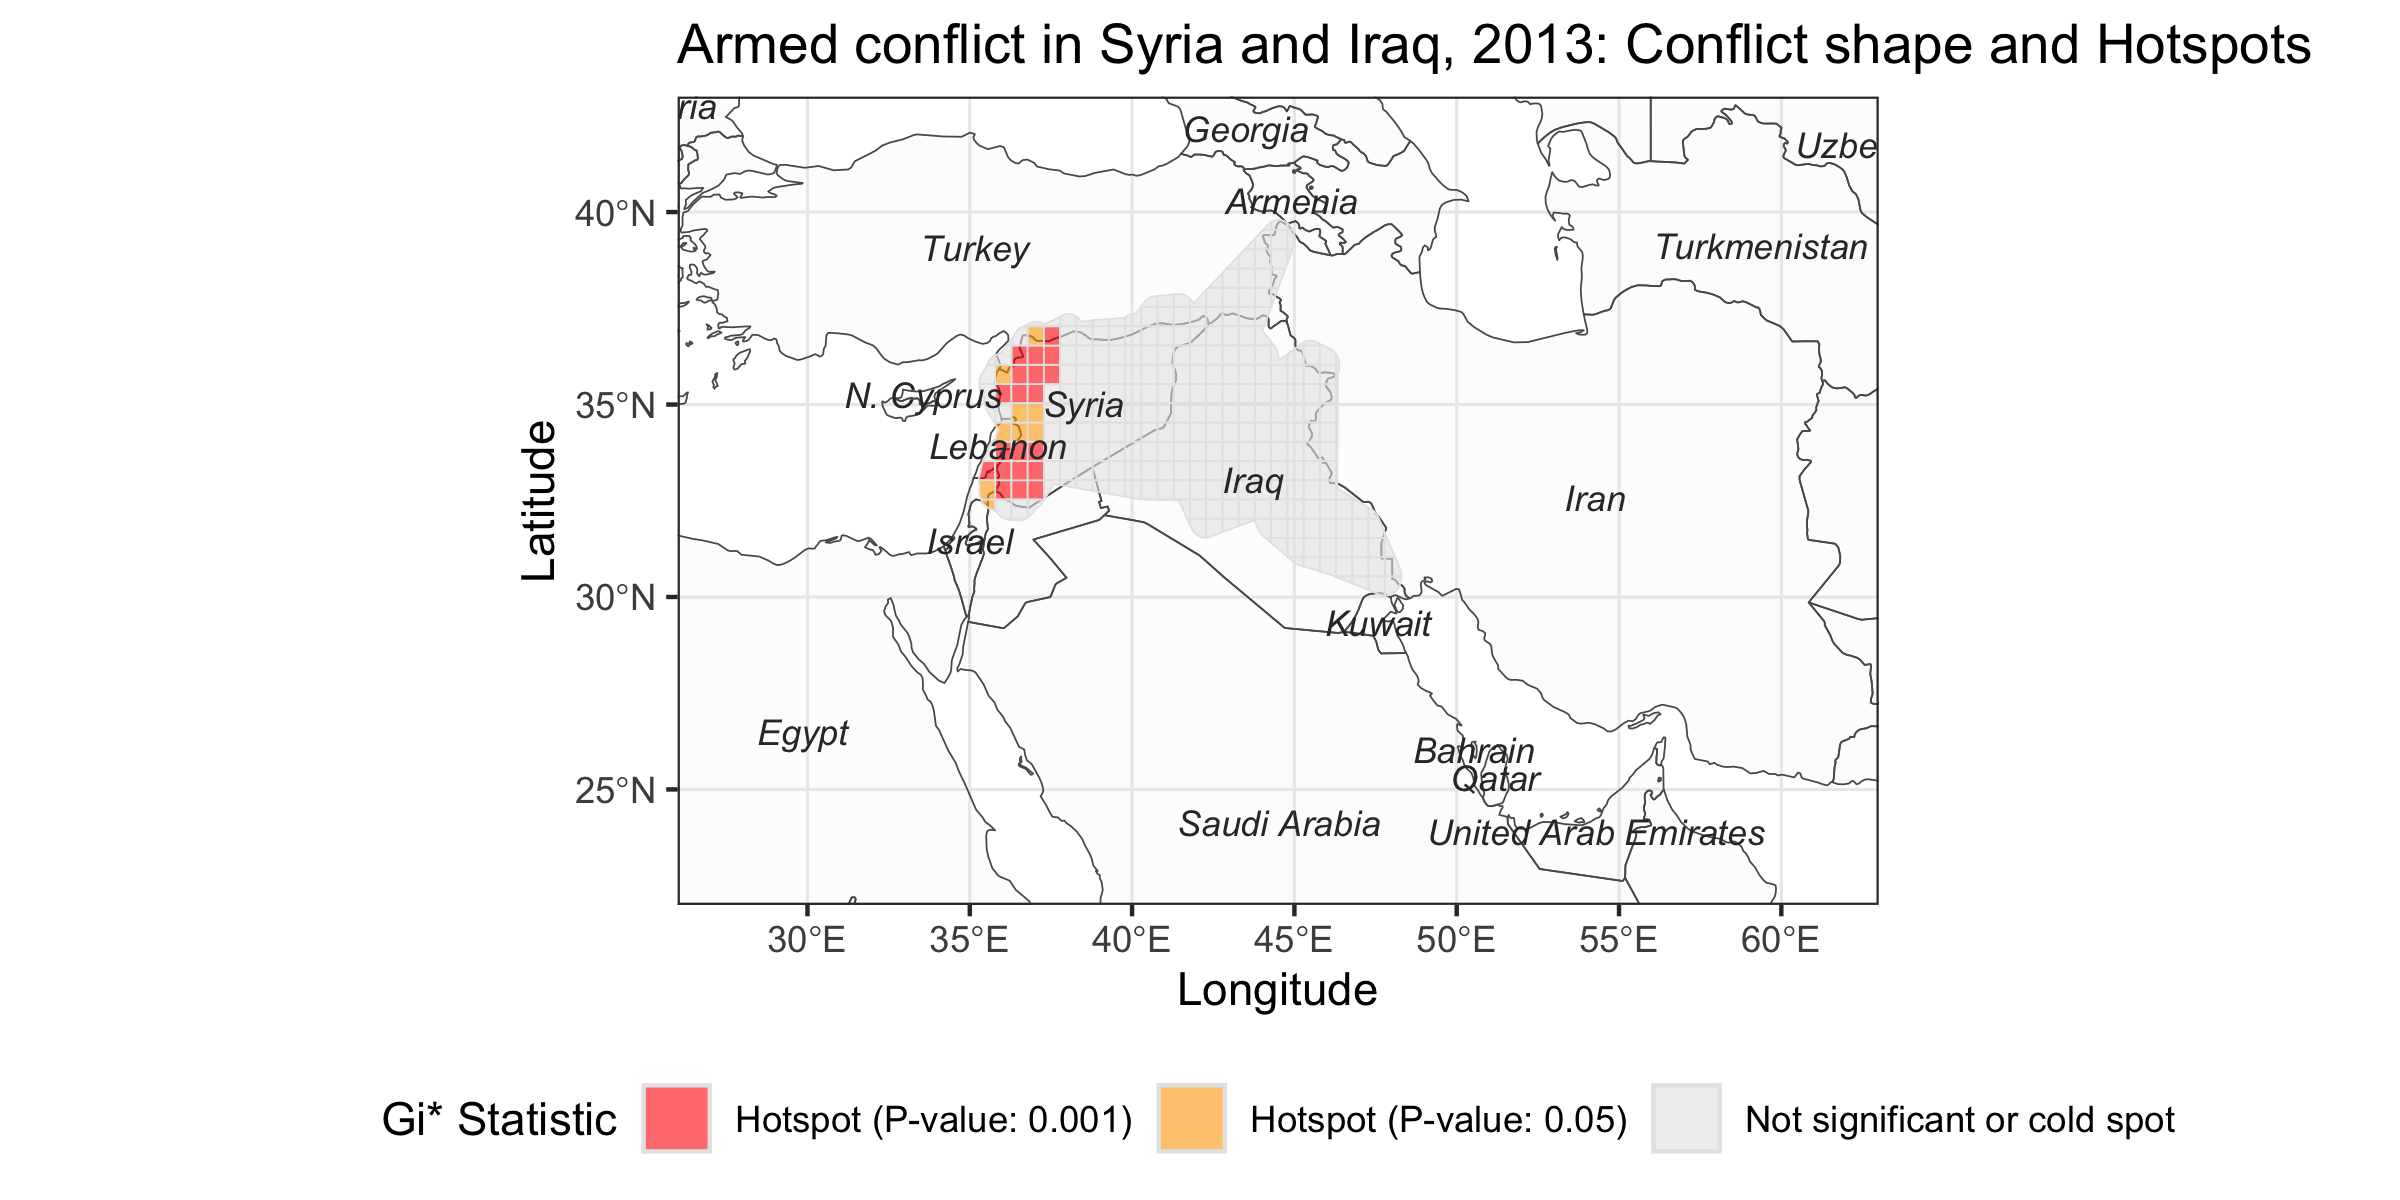 Armed conflict in Syria and Iraq, 2013: Conflict shape and Hotspots
ria
Georgia
Uzbe
Armenia
Turkey
Turkmenistan
N. Cyprus
Syria
Lebanon
Iraq
Iran
Israel
Kuwait
Egypt
Bahrain
Qatar
Saudi Arabia
United Arab Emirates
Latitude
40°N
35°N
30°N
25°N
30°E 35°E 40°E 45°E 50°E 55°E 60°E
Longitude
Gi* Statistic Hotspot (P-value: 0.001) Hotspot (P-value: 0.05) Not significant or cold spot